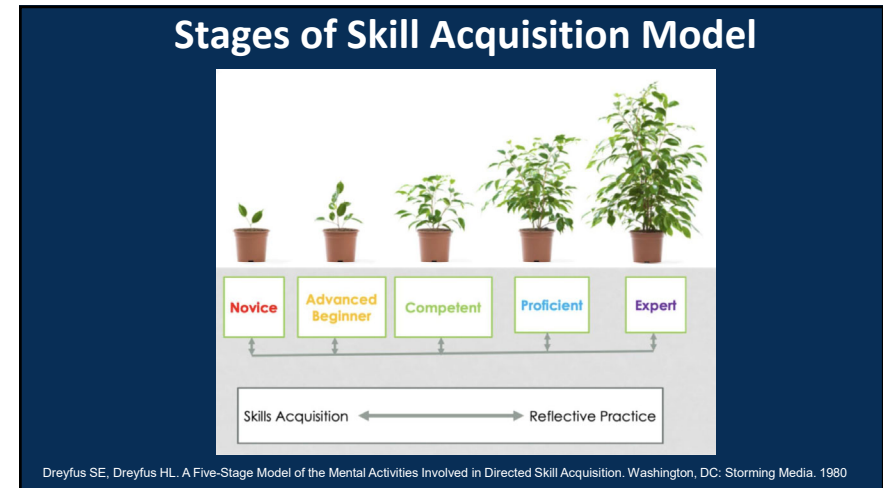 Stages of Skill Acquisition Model
Novice
Advanced
Beginner
Competent
Proficient
Expert
Skills Acquisition
Reflective Practice
Dreyfus SE, Dreyfus HL. A Five-Stage Model of the Mental Activities Involved in Directed Skill Acquisition. Washington, DC: Storming Media. 1980